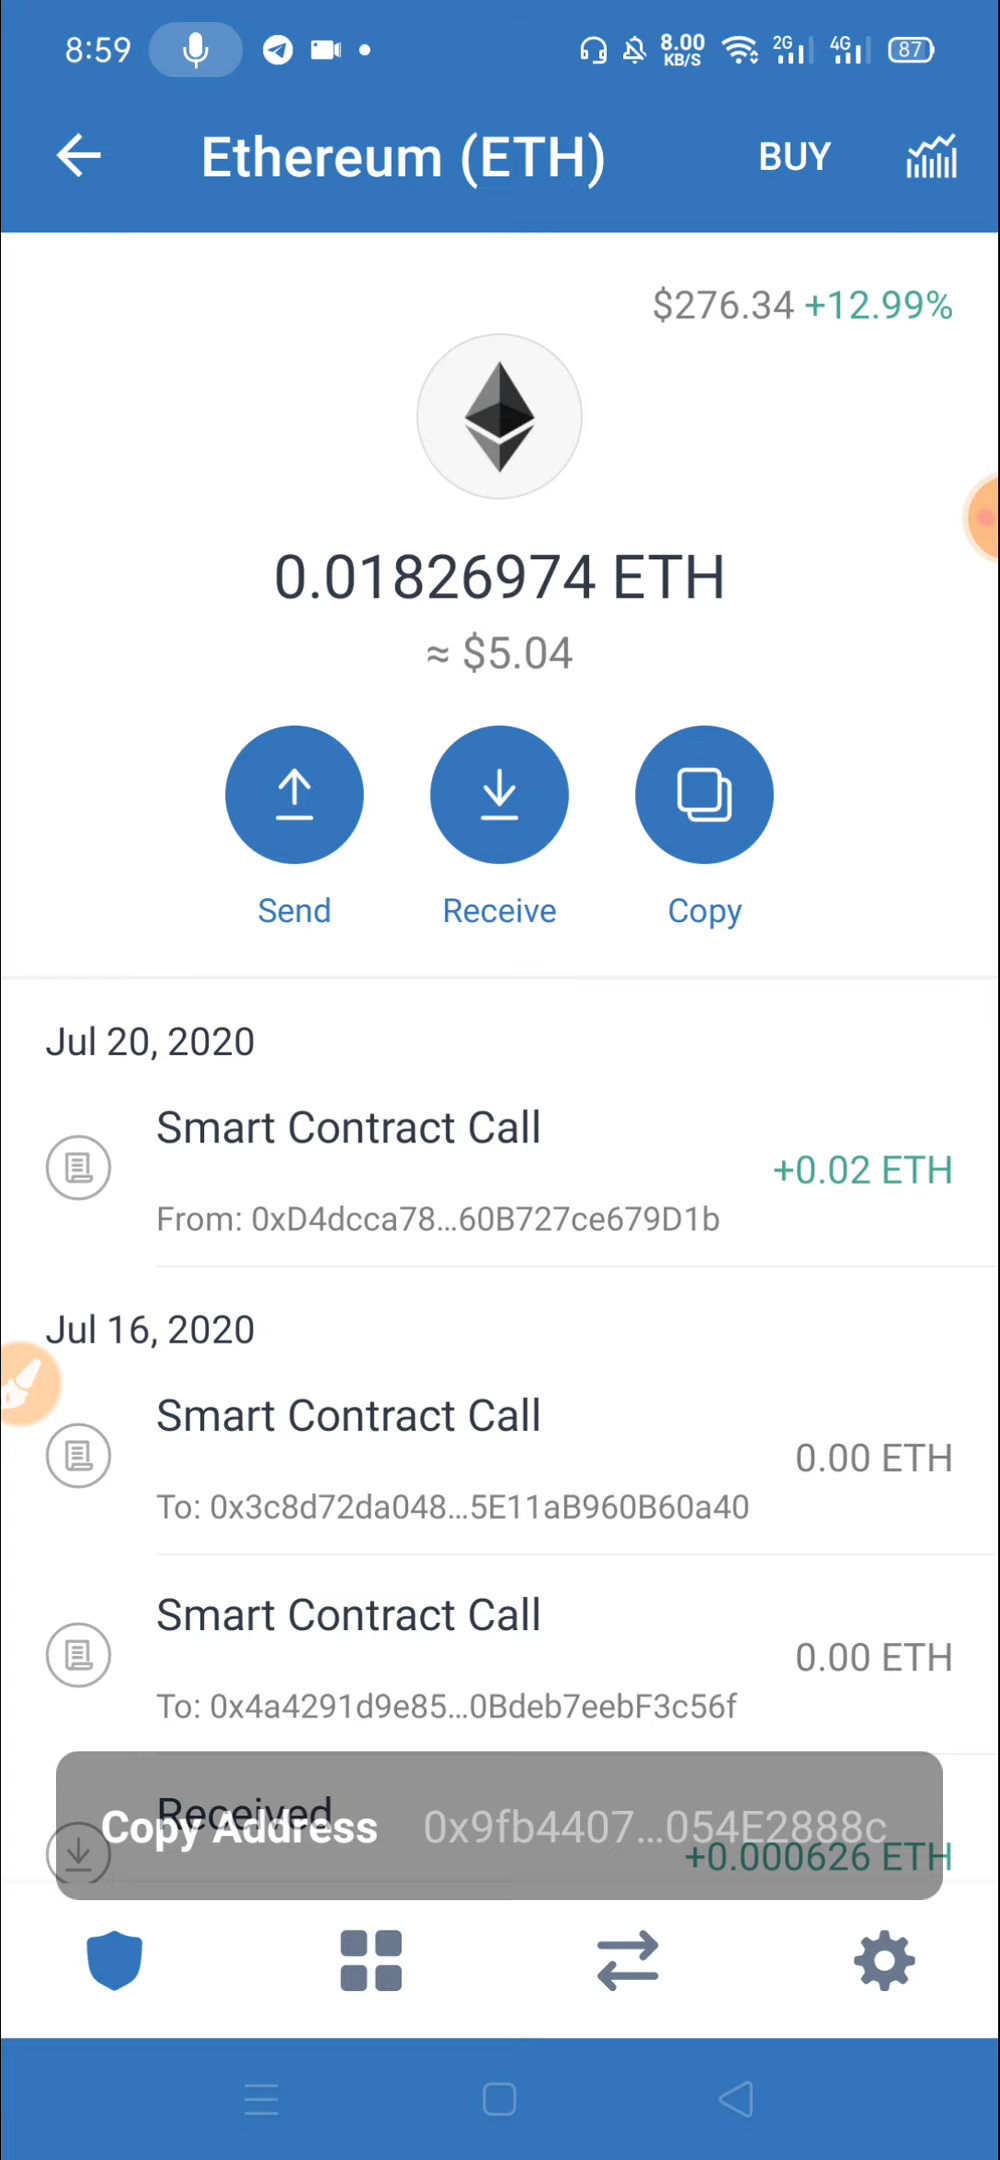 8:59 8.00 KB/S 2G 4G 87
Ethereum (ETH) BUY
$276.34 +12.99%
0.01826974 ETH
≈ $5.04
Send Receive Copy
Jul 20, 2020
Smart Contract Call
+0.02 ETH
From: 0xD4dcca78...60B727ce679D1b
Jul 16, 2020
Smart Contract Call
0.00 ETH
To: 0x3c8d72da048...5E11aB960B60a40
Smart Contract Call
0.00 ETH
To: 0x4a4291d9e85...0Bdeb7eebF3c56f
Received
Copy Address 0x9fb4407...054E2888c
+0.000626 ETH